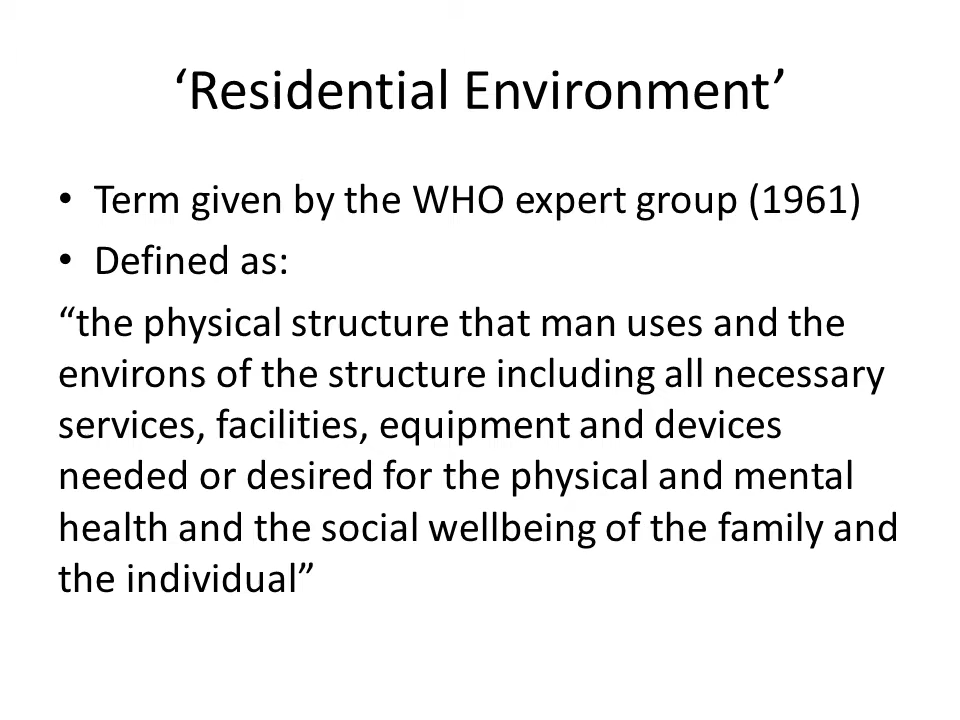 ‘Residential Environment’
• Term given by the WHO expert group (1961)
• Defined as:
“the physical structure that man uses and the
environs of the structure including all necessary
services, facilities, equipment and devices
needed or desired for the physical and mental
health and the social wellbeing of the family and
the individual”